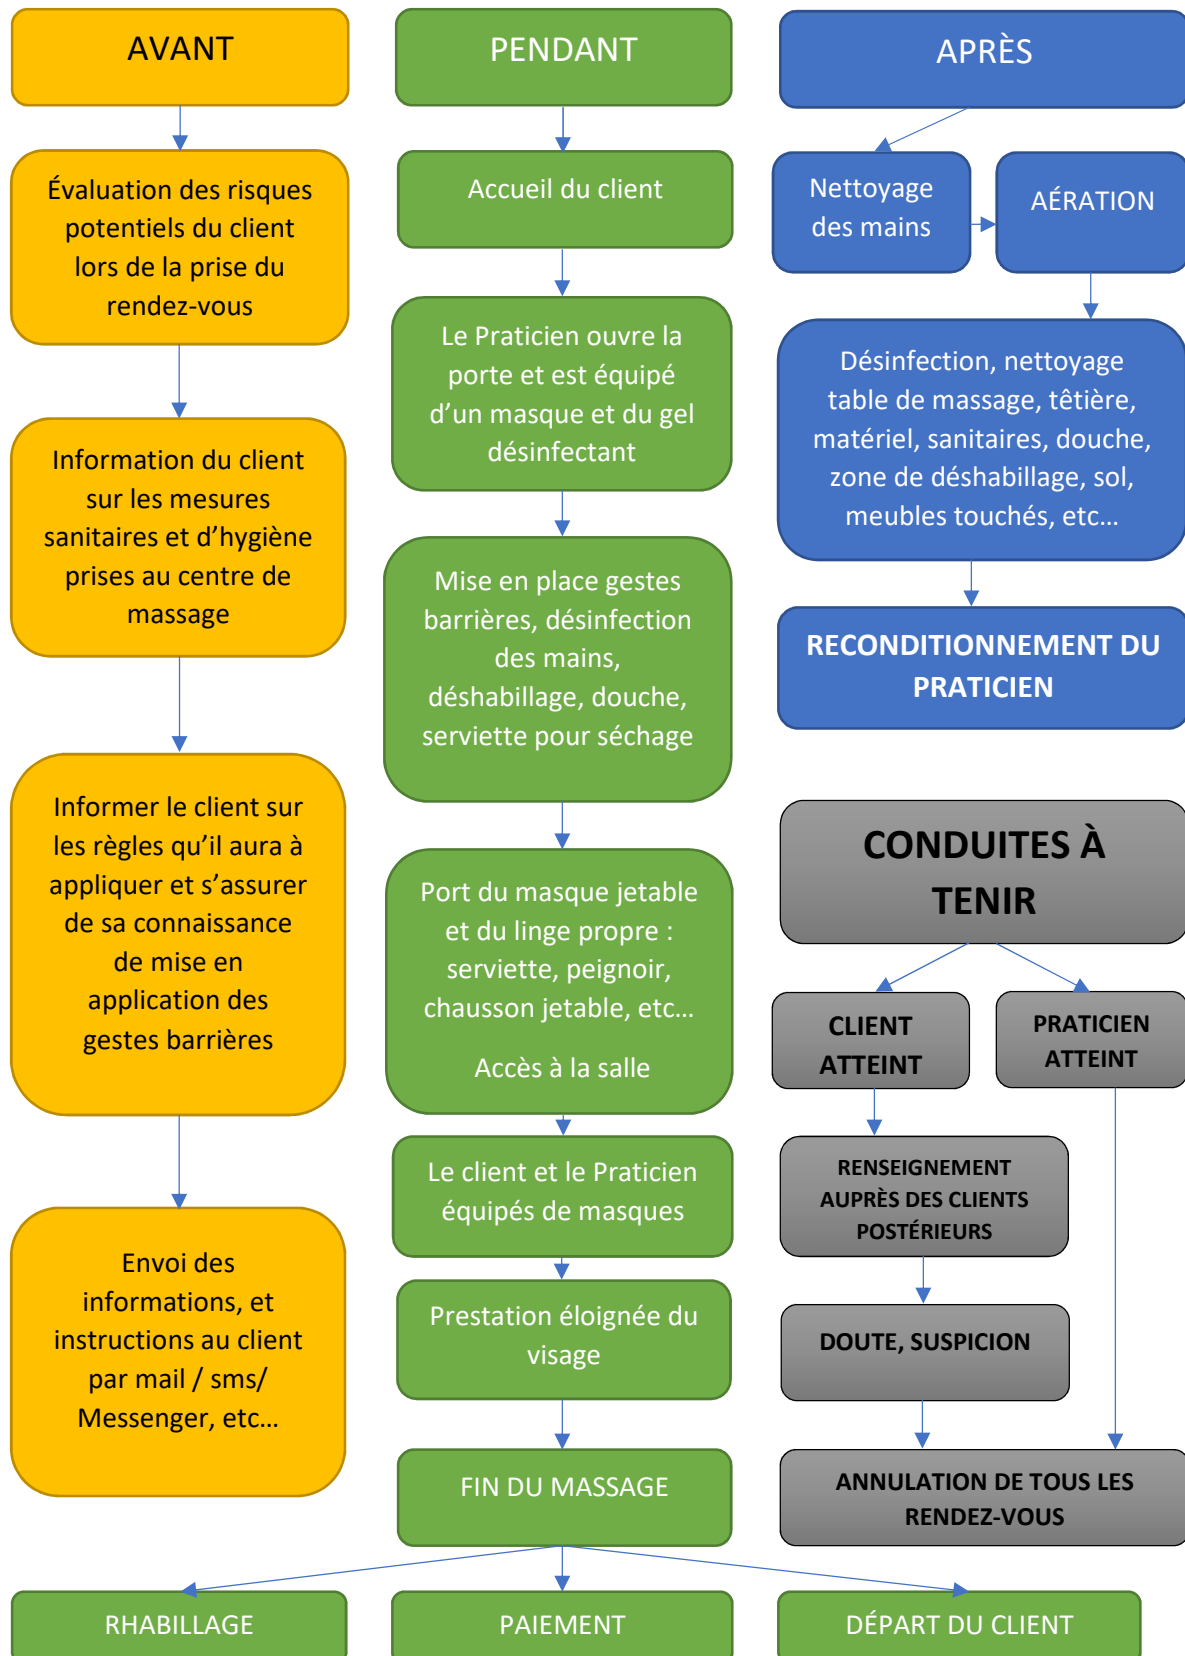 AVANT
Évaluation des risques
potentiels du client
lors de la prise du
rendez-vous
Information du client
sur les mesures
sanitaires et d’hygiène
prises au centre de
massage
Informer le client sur
les règles qu’il aura à
appliquer et s’assurer
de sa connaissance
de mise en
application des
gestes barrières
Envoi des
informations, et
instructions au client
par mail / sms/
Messenger, etc…
PENDANT
Accueil du client
Le Praticien ouvre la
porte et est équipé
d’un masque et du gel
désinfectant
Mise en place gestes
barrières, désinfection
des mains,
déshabillage, douche,
serviette pour séchage
Port du masque jetable
et du linge propre :
serviette, peignoir,
chausson jetable, etc…
Accès à la salle
Le client et le Praticien
équipés de masques
Prestation éloignée du
visage
FIN DU MASSAGE
RHABILLAGE
PAIEMENT
DÉPART DU CLIENT
APRÈS
Nettoyage
des mains
AÉRATION
Désinfection, nettoyage
table de massage, têtière,
matériel, sanitaires, douche,
zone de déshabillage, sol,
meubles touchés, etc…
RECONDITIONNEMENT DU
PRATICIEN
CONDUITES À
TENIR
CLIENT
ATTEINT
PRATICIEN
ATTEINT
RENSEIGNEMENT
AUPRÈS DES CLIENTS
POSTÉRIEURS
DOUTE, SUSPICION
ANNULATION DE TOUS LES
RENDEZ-VOUS